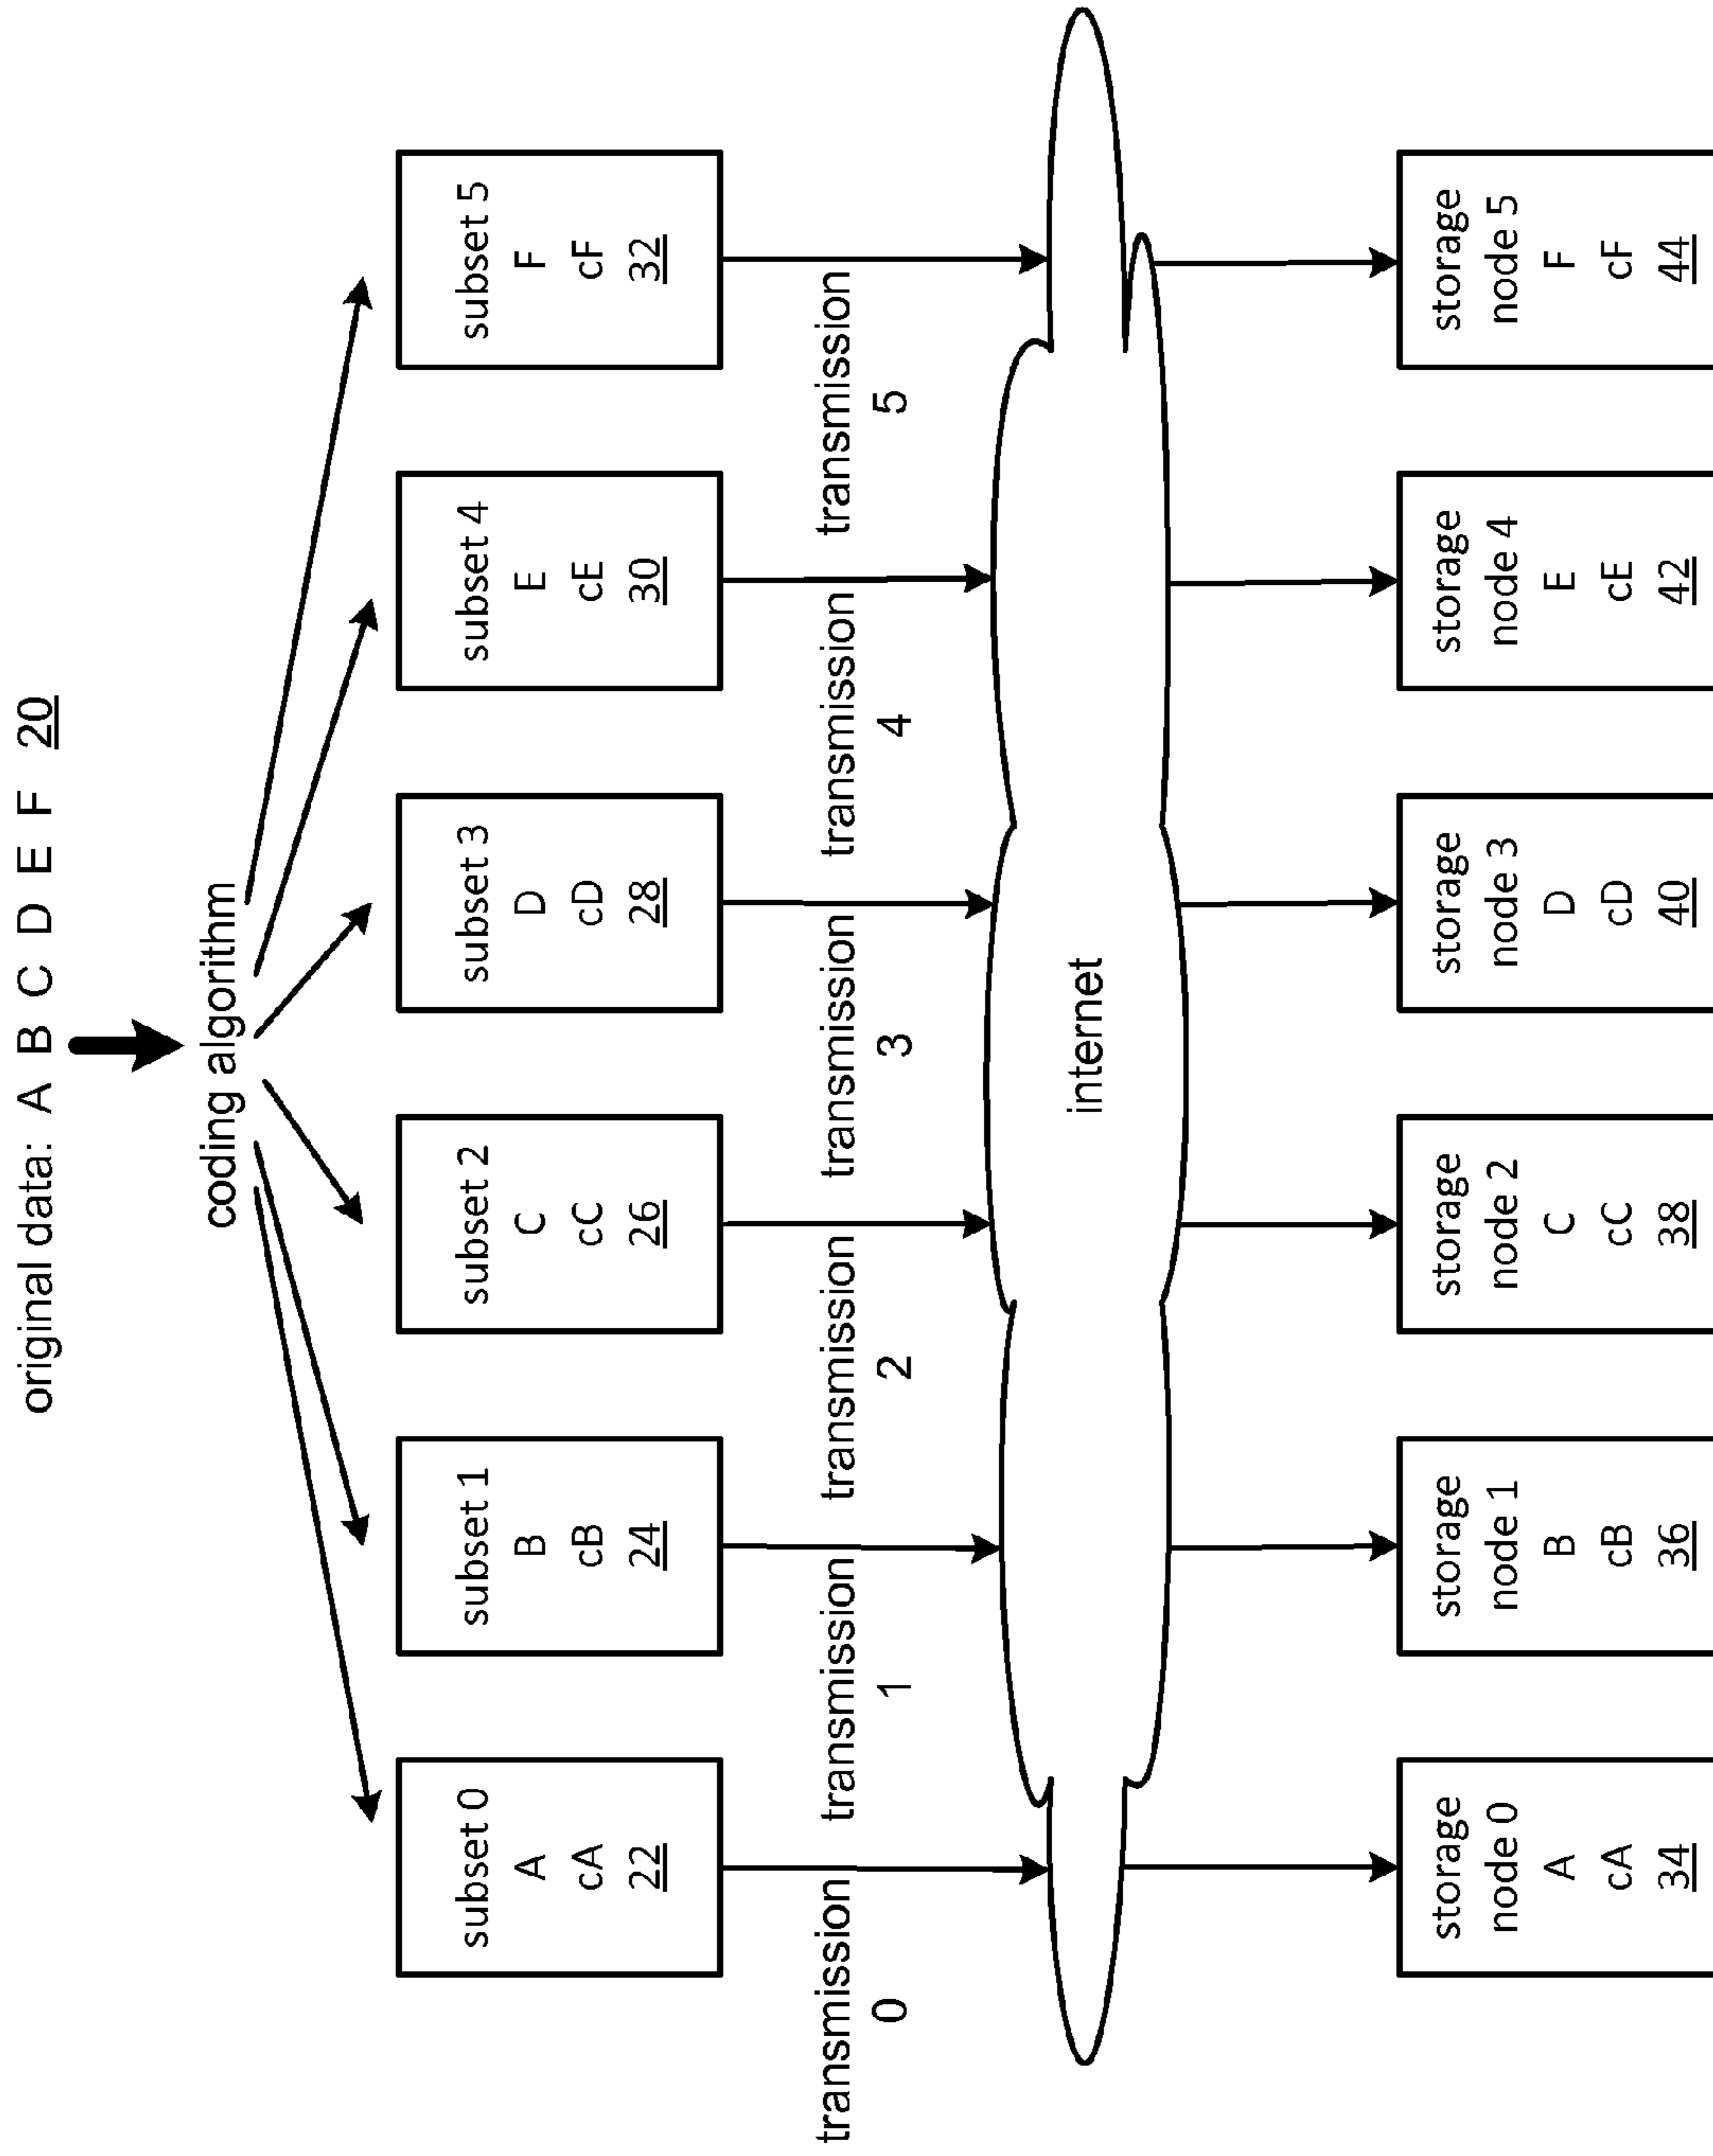 original data: A B C D E F 20
coding algorithm
subset 0
A
cA
22
subset 1
B
cB
24
subset 2
C
cC
26
subset 3
D
cD
28
subset 4
E
cE
30
subset 5
F
cF
32
transmission
0
transmission
1
transmission
2
transmission
3
transmission
4
transmission
5
internet
storage
node 0
A
cA
34
storage
node 1
B
cB
36
storage
node 2
C
cC
38
storage
node 3
D
cD
40
storage
node 4
E
cE
42
storage
node 5
F
cF
44